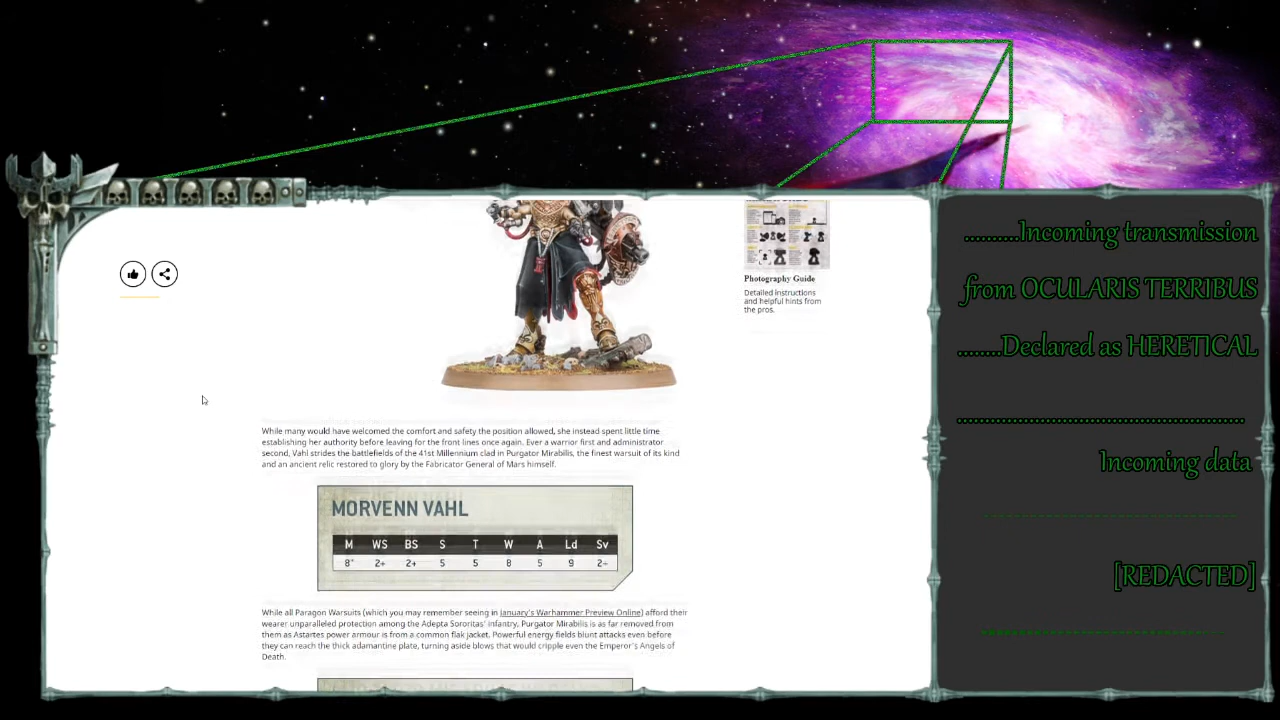 ..........Incoming transmission
from OCULARIS TERRIBUS
........Declared as HERETICAL
Incoming data
[REDACTED]
Photography Guide
Detailed instructions
and helpful hints from
the pros.
While many would have welcomed the comfort and safety the position allowed, she instead spent little time
establishing her authority before leaving for the front lines once again. Ever a warrior first and administrator
second, Vahl strides the battlefields of the 41st Millennium clad in Purgator Mirabilis, the finest warsuit of its kind
and an ancient relic restored to glory by the Fabricator General of Mars himself.
MORVENN VAHL
M WS BS S T W A Ld Sv
8" 2+ 2+ 5 5 8 5 9 2+
While all Paragon Warsuits (which you may remember seeing in January's Warhammer Preview Online) afford their
wearer unparalleled protection among the Adepta Sororitas' infantry, Purgator Mirabilis is as far removed from
them as Astartes power armour is from a common flak jacket. Powerful energy fields blunt attacks even before
they can reach the thick adamantine plate, turning aside blows that would cripple even the Emperor's Angels of
Death.